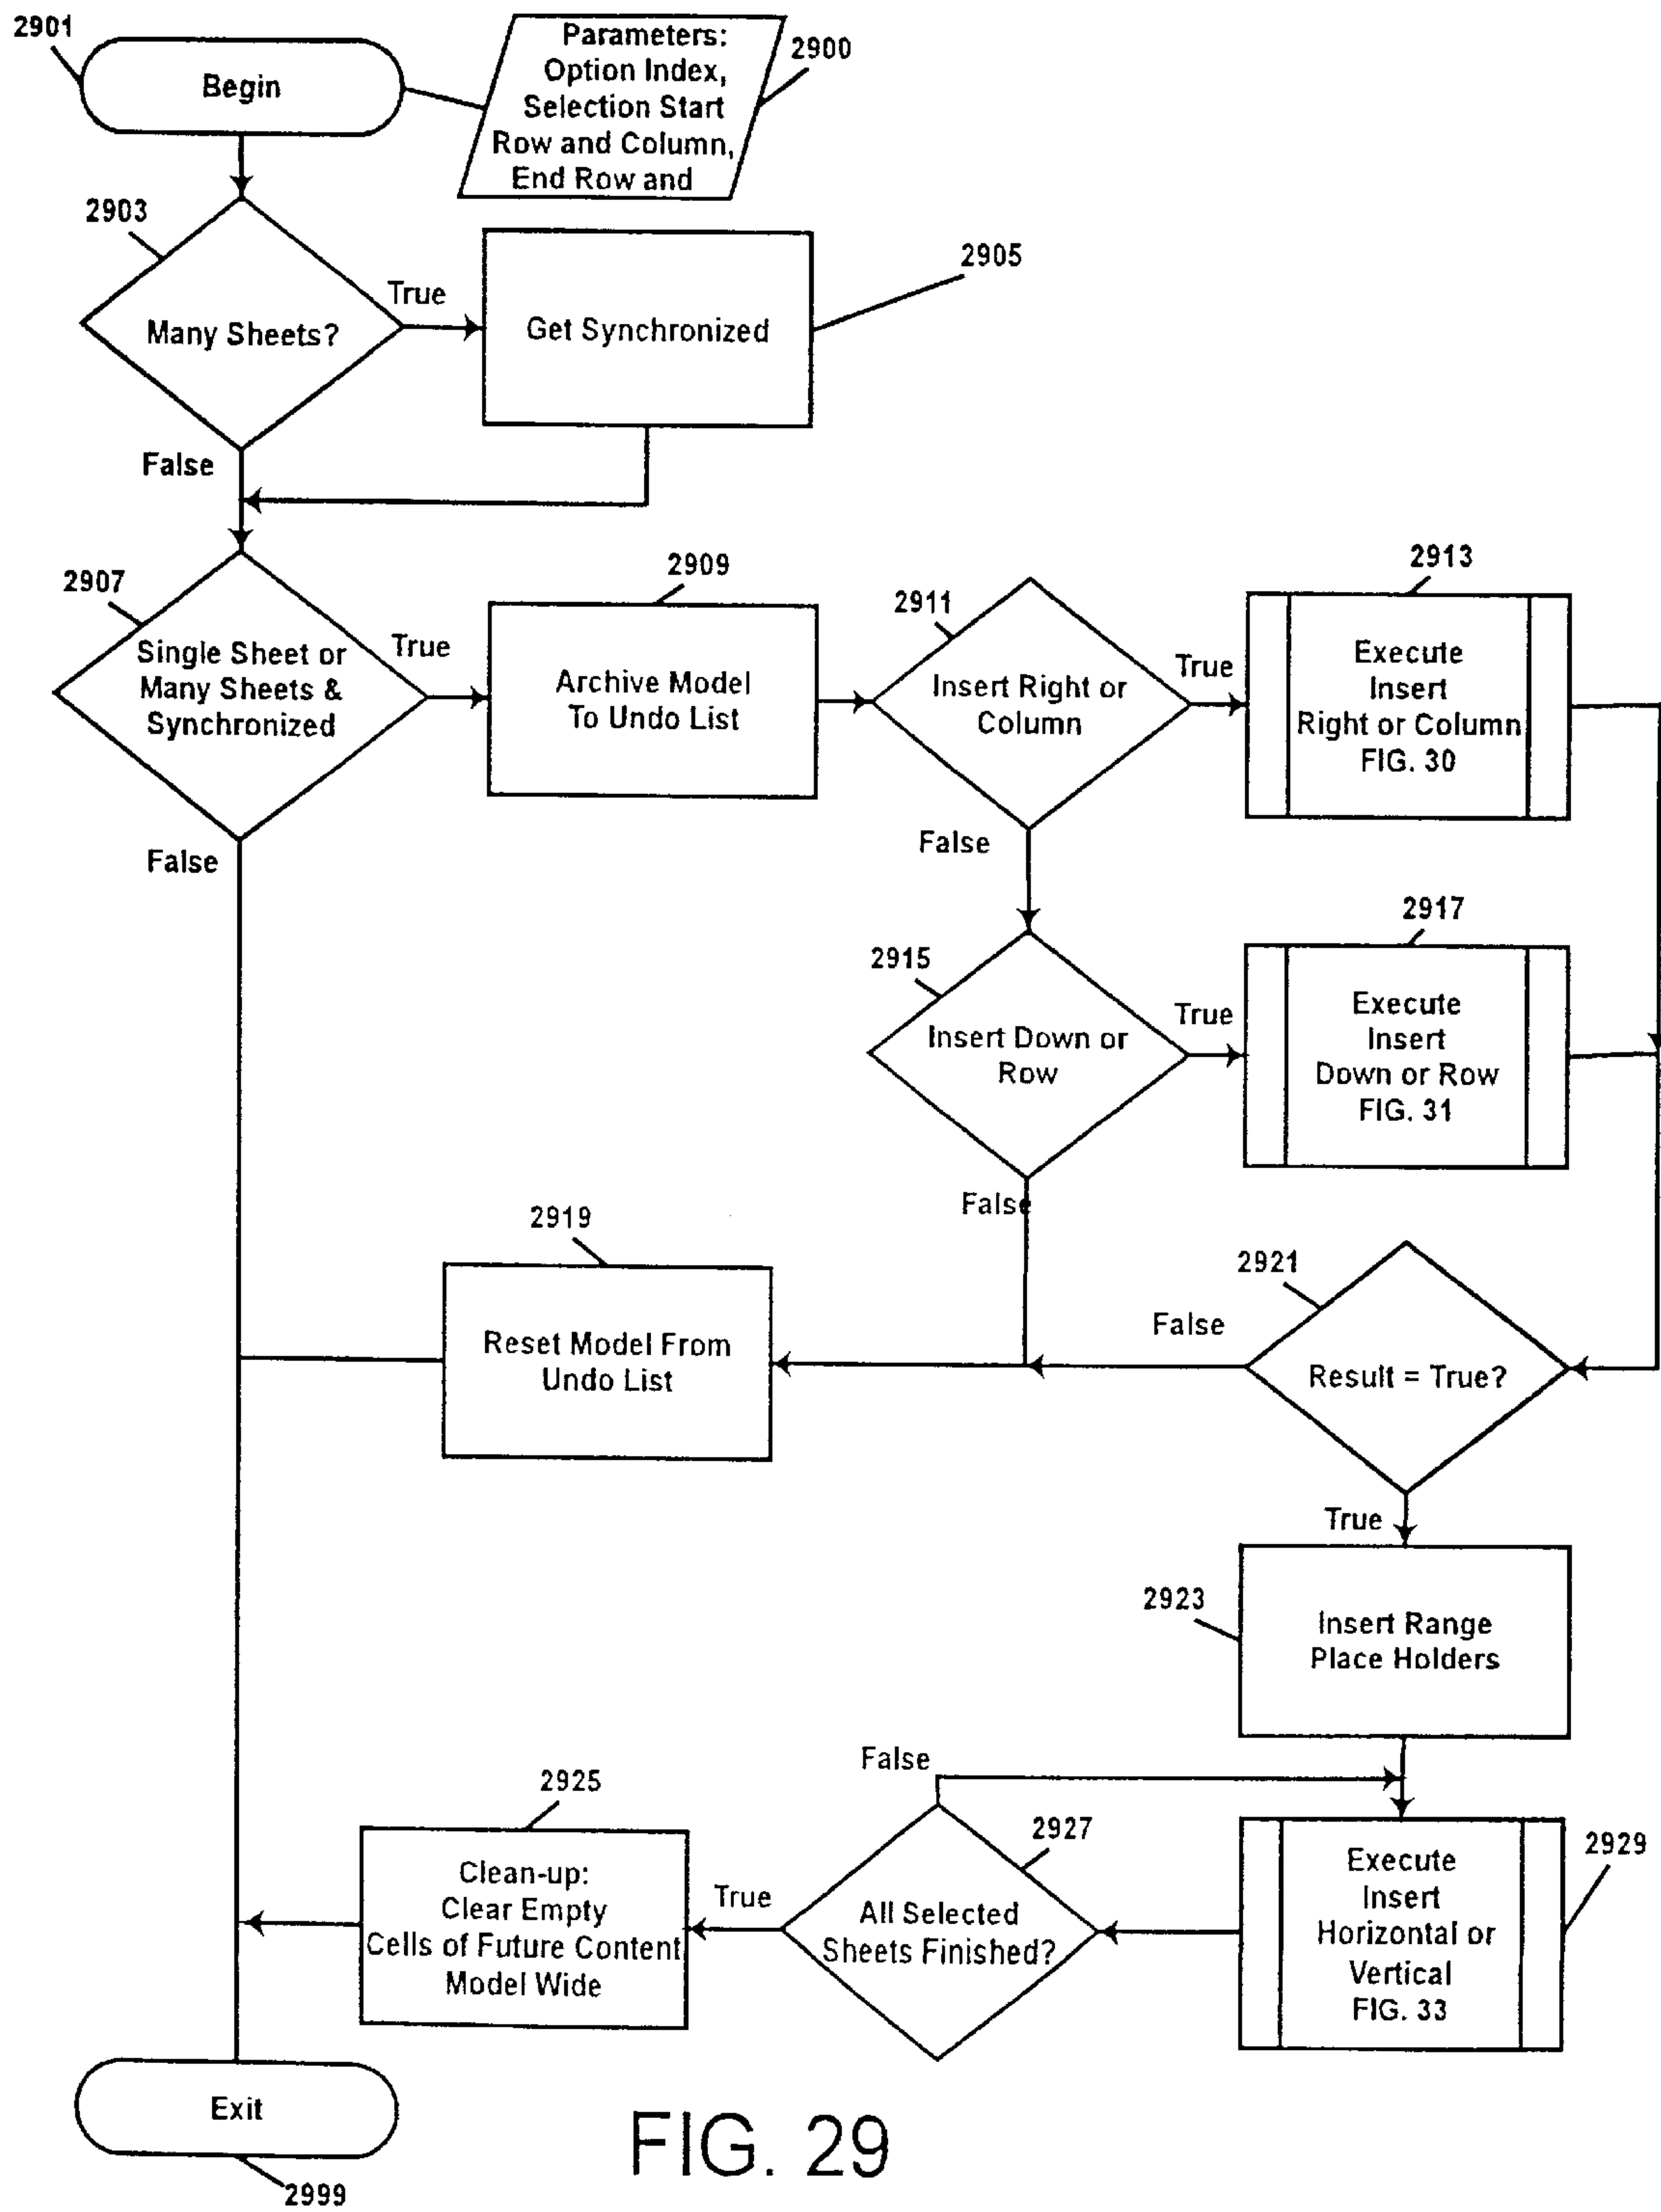 2901
Begin
Parameters:
Option Index,
Selection Start
Row and Column,
End Row and
2900
2903
Many Sheets?
True
Get Synchronized
2905
False
2907
Single Sheet or
Many Sheets &
Synchronized
True
2909
Archive Model
To Undo List
2911
Insert Right or
Column
True
2913
Execute
Insert
Right or Column
FIG. 30
False
False
2915
Insert Down or
Row
True
2917
Execute
Insert
Down or Row
FIG. 31
False
2919
Reset Model From
Undo List
2921
False
Result = True?
True
2923
Insert Range
Place Holders
False
2925
Clean-up:
Clear Empty
Cells of Future Content
Model Wide
True
2927
All Selected
Sheets Finished?
2929
Execute
Insert
Horizontal or
Vertical
FIG. 33
Exit
2999
FIG. 29